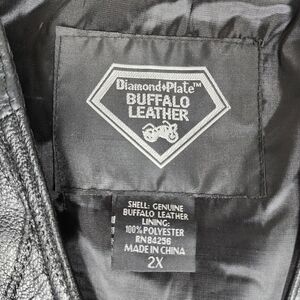 Diamond+Plate™
BUFFALO
LEATHER
SHELL: GENUINE
BUFFALO LEATHER
LINING:
100% POLYESTER
RN84256
MADE IN CHINA
2X